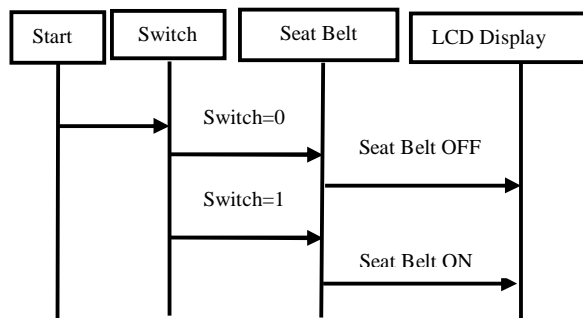 Start
Switch
Seat Belt
LCD Display
Switch=0
Seat Belt OFF
Switch=1
Seat Belt ON